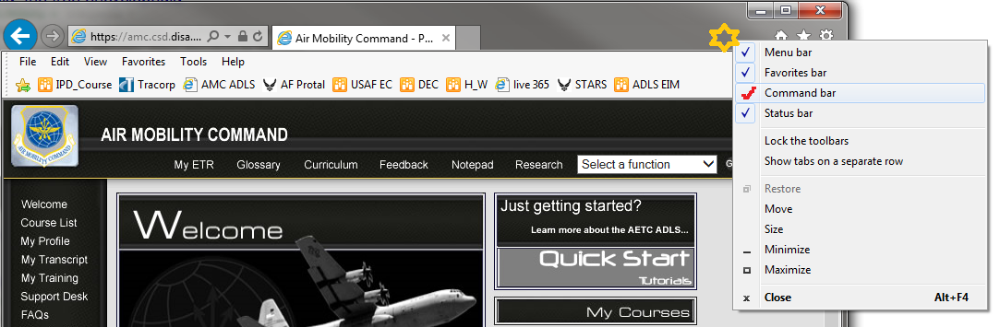 https://amc.csd.disa....
Air Mobility Command - P...
File Edit View Favorites Tools Help
IPD_Course Tracorp AMC ADLS AF Protal USAF EC DEC H_W live 365 STARS ADLS EIM
AIR MOBILITY COMMAND
AIR MOBILITY COMMAND
My ETR Glossary Curriculum Feedback Notepad Research Select a function G
Welcome
Course List
My Profile
My Transcript
My Training
Support Desk
FAQs
Welcome
Just getting started?
Learn more about the AETC ADLS...
Quick Start
Tutorials
My Courses
Menu bar
Favorites bar
Command bar
Status bar
Lock the toolbars
Show tabs on a separate row
Restore
Move
Size
Minimize
Maximize
Close Alt+F4